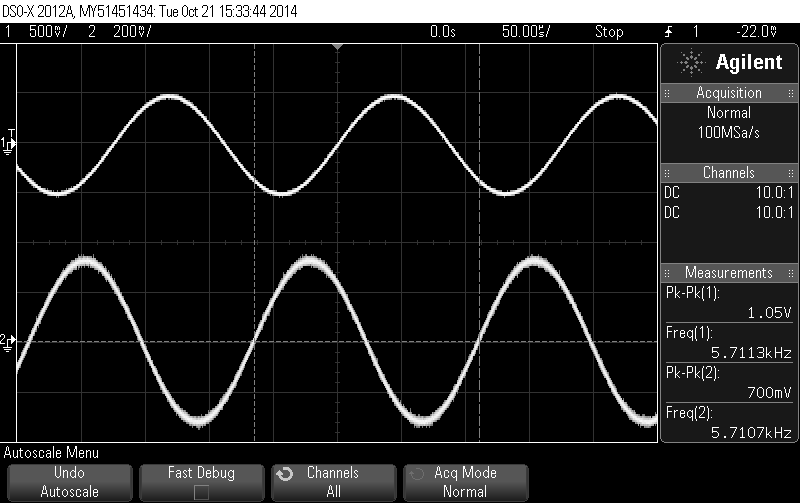 DSO-X 2012A, MY51451434: Tue Oct 21 15:33:44 2014
1 500mV/ 2 200mV/ 0.0s 50.00us/ Stop 1 -22.0mV
Agilent
Acquisition
Normal
100MSa/s
Channels
DC 10.0:1
DC 10.0:1
Measurements
Pk-Pk(1):
1.05V
Freq(1):
5.7113kHz
Pk-Pk(2):
700mV
Freq(2):
5.7107kHz
T
1
2
Autoscale Menu
Undo
Autoscale
Fast Debug
Channels
All
Acq Mode
Normal